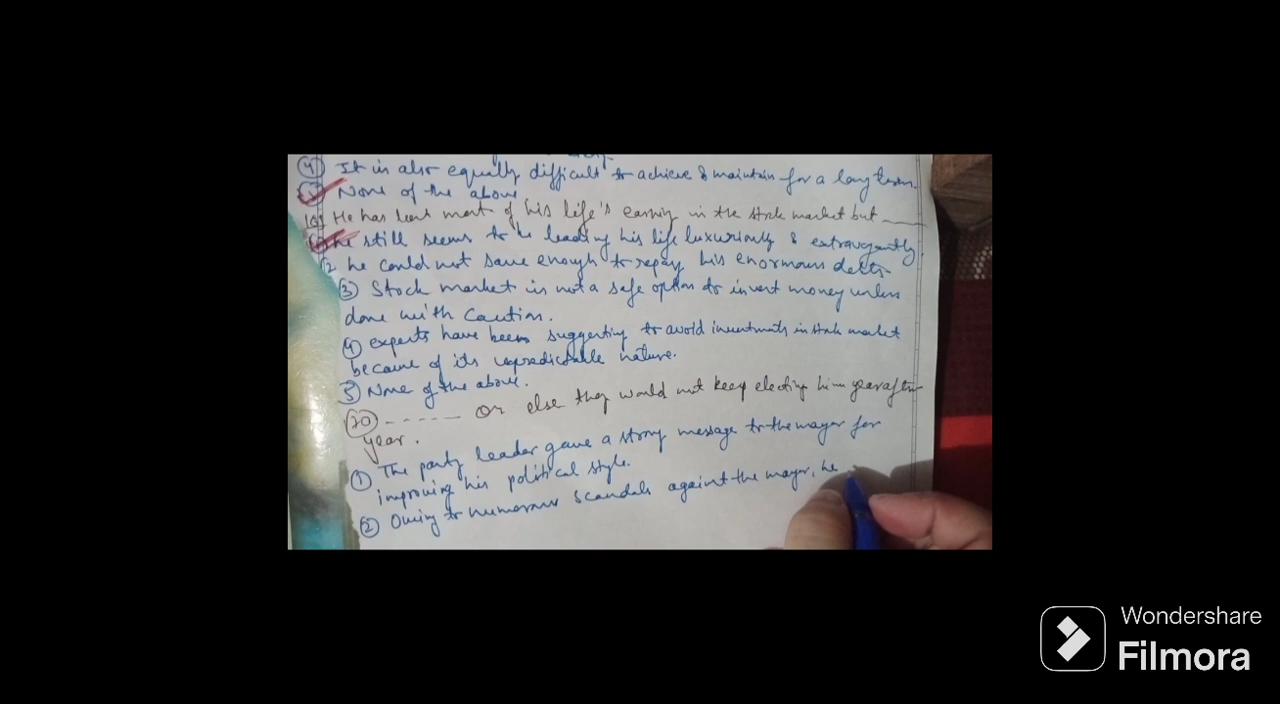 ④ It is also equally difficult to achieve & maintain for a long term.
None of the above
He has lent most of his life's earning in the stock market but ____
he still seems to be leading his life luxuriously & extravagantly.
2 he could not save enough to repay his enormous debts
③ Stock market is not a safe option to invest money unless
done with Caution.
④ experts have been suggesting to avoid investments in stock market
because of its unpredictable nature.
5 None of the above.
⑳ ------ Or else they would not keep electing him year after
year.
① The party leader gave a strong message to the mayor for
improving his political style.
② Owing to numerous scandals against the mayor, he
Wondershare
Filmora